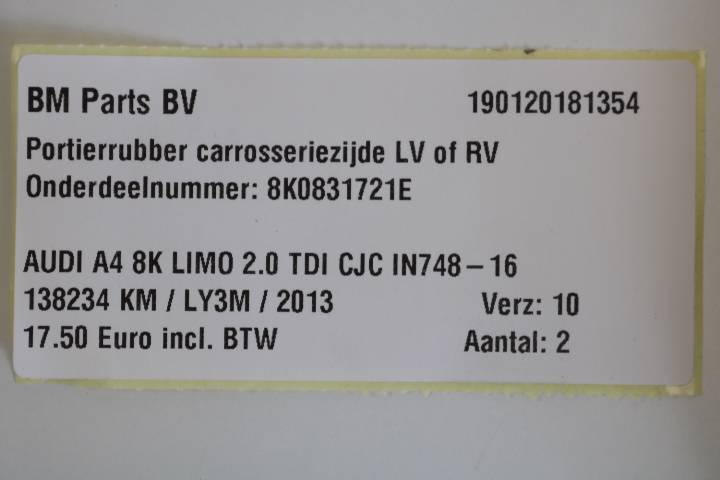 BM Parts BV 190120181354
Portierrubber carrosseriezijde LV of RV
Onderdeelnummer: 8K0831721E
AUDI A4 8K LIMO 2.0 TDI CJC IN748-16
138234 KM / LY3M / 2013 Verz: 10
17.50 Euro incl. BTW Aantal: 2